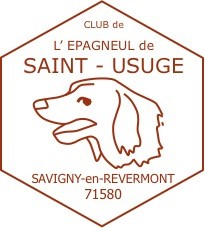 CLUB de
L' EPAGNEUL de
SAINT - USUGE
SAVIGNY-en-REVERMONT
71580